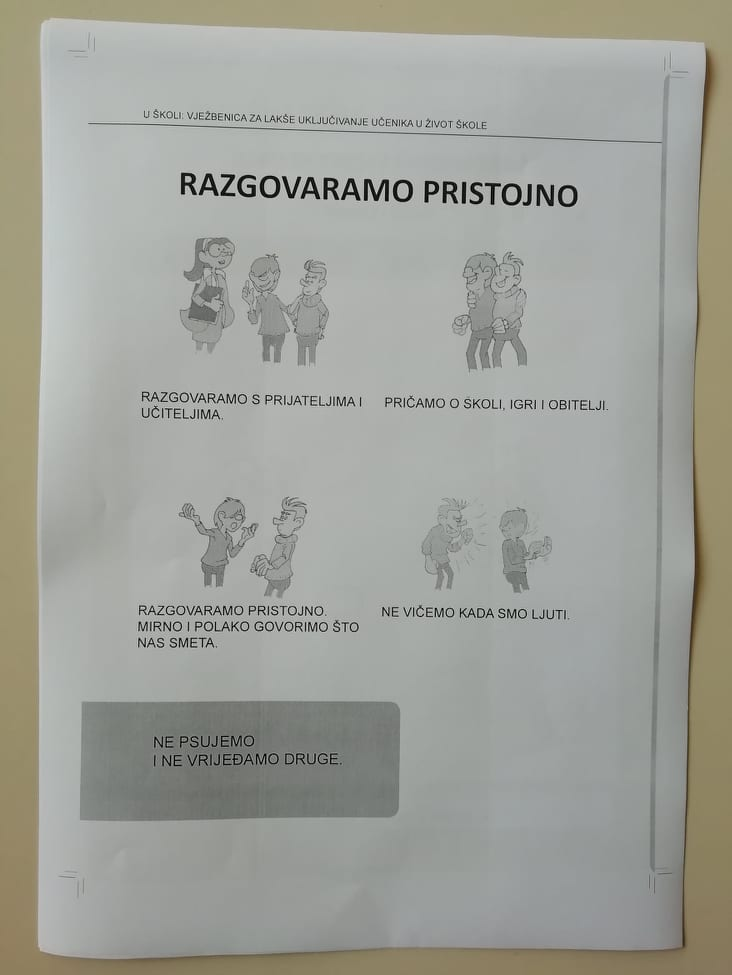 U ŠKOLI: VJEŽBENICA ZA LAKŠE UKLJUČIVANJE UČENIKA U ŽIVOT ŠKOLE
RAZGOVARAMO PRISTOJNO
RAZGOVARAMO S PRIJATELJIMA I
UČITELJIMA.
PRIČAMO O ŠKOLI, IGRI I OBITELJI.
RAZGOVARAMO PRISTOJNO.
MIRNO I POLAKO GOVORIMO ŠTO
NAS SMETA.
NE VIČEMO KADA SMO LJUTI.
NE PSUJEMO
I NE VRIJEĐAMO DRUGE.